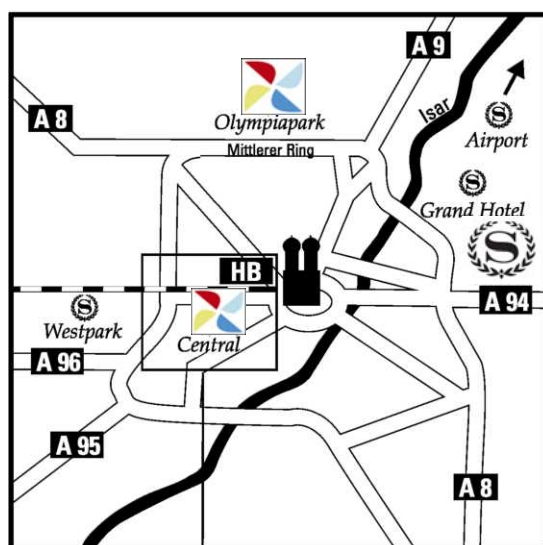 A 9
A 8
Olympiapark
Mittlerer Ring
Isar
S
Airport
S
Grand Hotel
S
HB
A 94
S
Westpark
Central
A 96
A 95
A 8